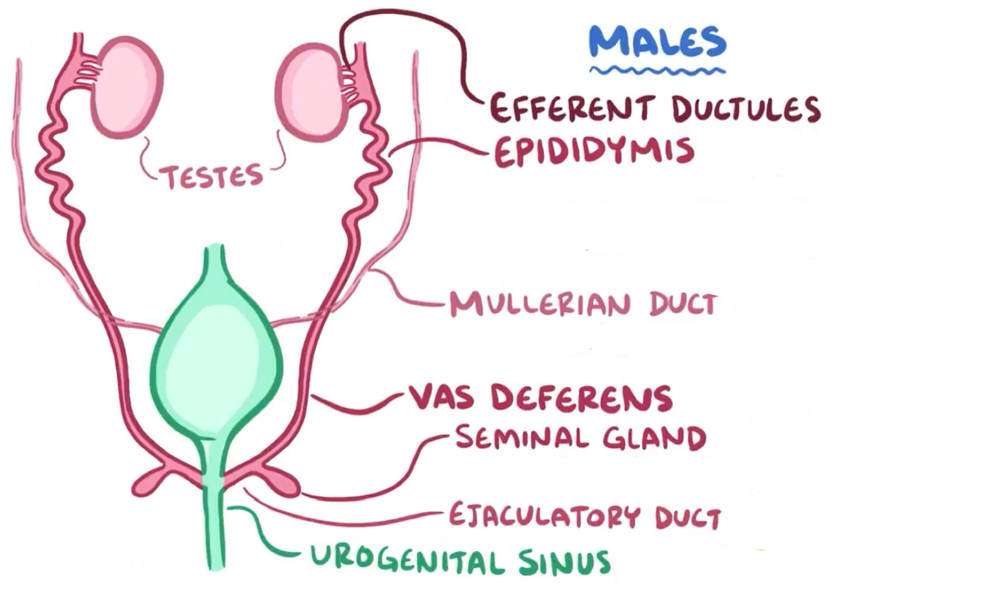 MALES
EFFERENT DUCTULES
EPIDIDYMIS
TESTES
MULLERIAN DUCT
VAS DEFERENS
SEMINAL GLAND
EJACULATORY DUCT
UROGENITAL SINUS